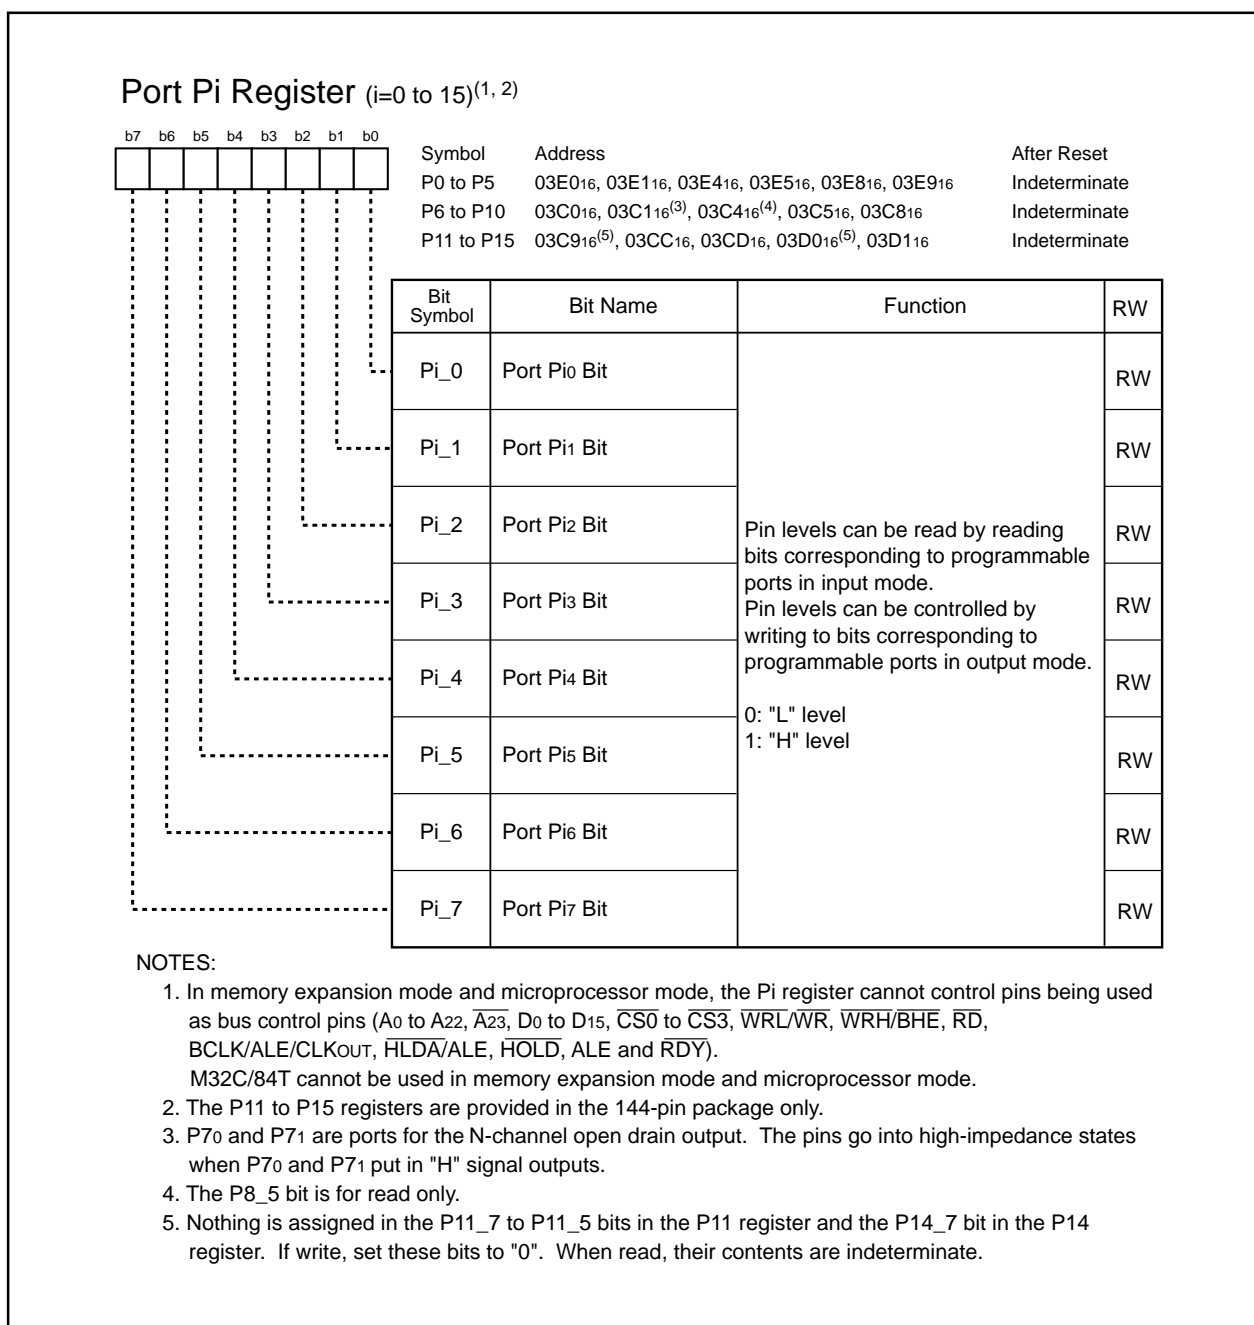 Port Pi Register (i=0 to 15)(1, 2)
b7 b6 b5 b4 b3 b2 b1 b0
Symbol Address After Reset
P0 to P5 03E016, 03E116, 03E416, 03E516, 03E816, 03E916 Indeterminate
P6 to P10 03C016, 03C116(3), 03C416(4), 03C516, 03C816 Indeterminate
P11 to P15 03C916(5), 03CC16, 03CD16, 03D016(5), 03D116 Indeterminate
Bit Symbol Bit Name Function RW
Pi_0 Port Pi0 Bit RW
Pi_1 Port Pi1 Bit RW
Pi_2 Port Pi2 Bit RW
Pi_3 Port Pi3 Bit RW
Pi_4 Port Pi4 Bit RW
Pi_5 Port Pi5 Bit RW
Pi_6 Port Pi6 Bit RW
Pi_7 Port Pi7 Bit RW
Pin levels can be read by reading
bits corresponding to programmable
ports in input mode.
Pin levels can be controlled by
writing to bits corresponding to
programmable ports in output mode.
0: "L" level
1: "H" level
NOTES:
1. In memory expansion mode and microprocessor mode, the Pi register cannot control pins being used
as bus control pins (A0 to A22, A23, D0 to D15, CS0 to CS3, WRL/WR, WRH/BHE, RD,
BCLK/ALE/CLKOUT, HLDA/ALE, HOLD, ALE and RDY).
M32C/84T cannot be used in memory expansion mode and microprocessor mode.
2. The P11 to P15 registers are provided in the 144-pin package only.
3. P70 and P71 are ports for the N-channel open drain output. The pins go into high-impedance states
when P70 and P71 put in "H" signal outputs.
4. The P8_5 bit is for read only.
5. Nothing is assigned in the P11_7 to P11_5 bits in the P11 register and the P14_7 bit in the P14
register. If write, set these bits to "0". When read, their contents are indeterminate.